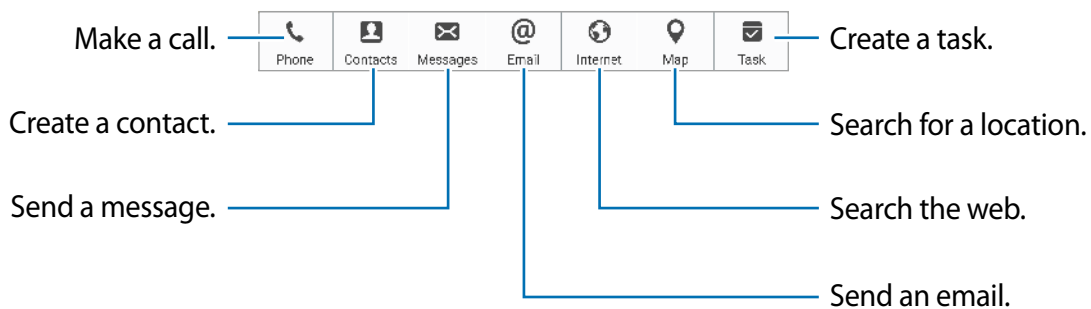 Make a call.
Phone Contacts Messages Email Internet Map Task
Create a task.
Create a contact.
Search for a location.
Send a message.
Search the web.
Send an email.